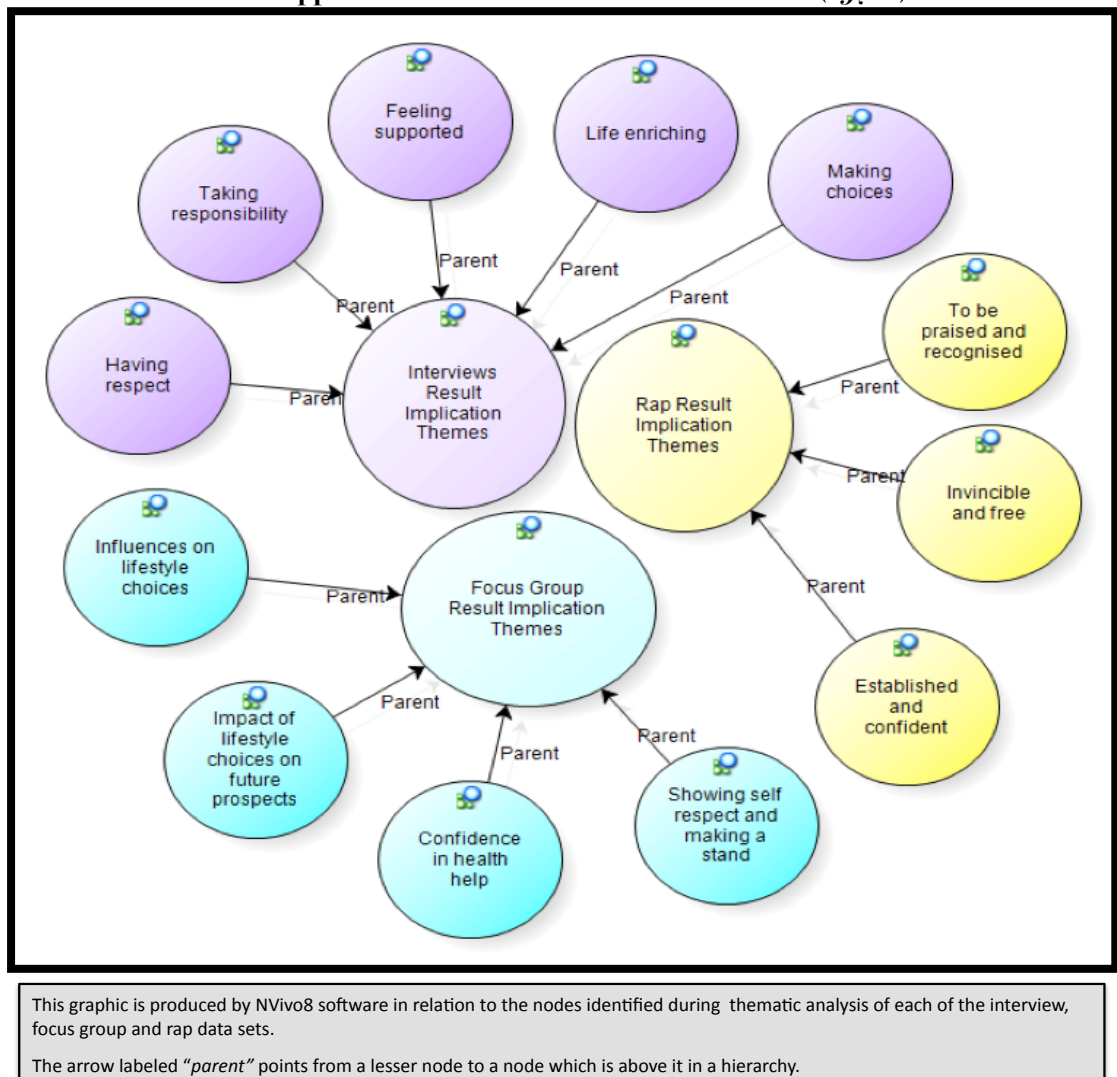 Feeling
supported
Life enriching
Making
choices
Taking
responsibility
Parent
Parent
Parent
Parent
To be
praised and
recognised
Having
respect
Paren
Interviews
Result
Implication
Themes
Rap Result
Implication
Themes
Parent
Parent
Invincible
and free
Influences on
lifestyle
choices
Parent
Focus Group
Result Implication
Themes
Parent
Established
and
confident
Impact of
lifestyle
choices on
future
prospects
Parent
Parent
Parent
Confidence
in health
help
Showing self
respect and
making a
stand
This graphic is produced by NVivo8 software in relation to the nodes identified during thematic analysis of each of the interview,
focus group and rap data sets.
The arrow labeled “parent” points from a lesser node to a node which is above it in a hierarchy.